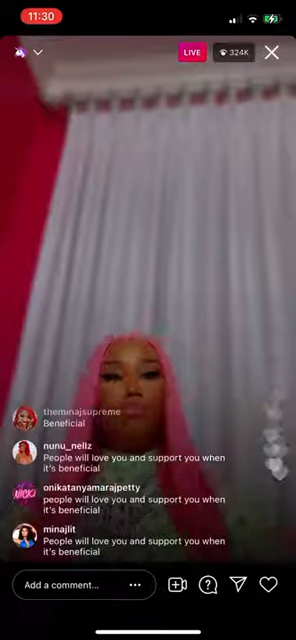 11:30
LIVE
324K
theminajsupreme
Beneficial
nunu_neliz
People will love you and support you when
it's beneficial
NICKI
onikatanyamarajpetty
people will love you and support you when
it's beneficial
minajlit
People will love you and support you when
it's beneficial
Add a comment...